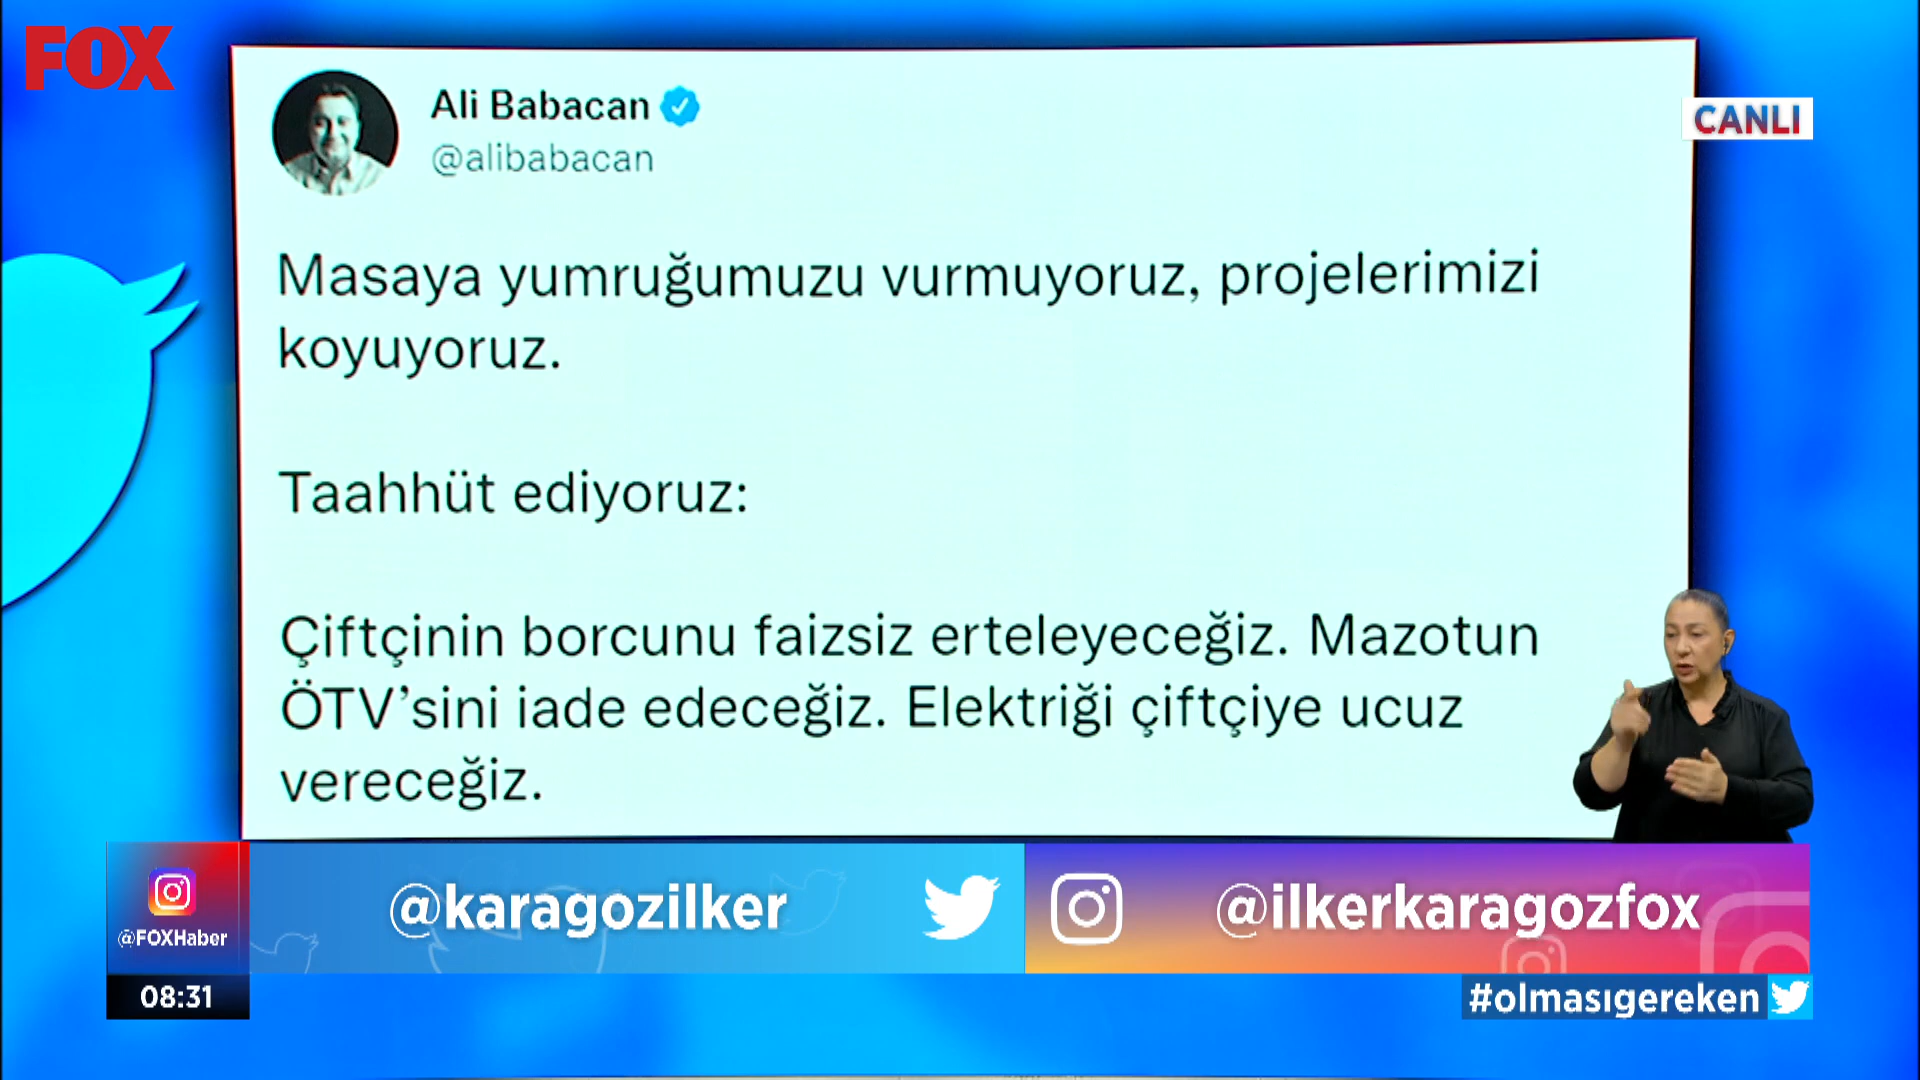 FOX
CANLI
Ali Babacan
@alibabacan
Masaya yumruğumuzu vurmuyoruz, projelerimizi
koyuyoruz.
Taahhüt ediyoruz:
Çiftçinin borcunu faizsiz erteleyeceğiz. Mazotun
ÖTV’sini iade edeceğiz. Elektriği çiftçiye ucuz
vereceğiz.
@FOXHaber
@karagozilker
@ilkerkaragozfox
08:31
#olmasıgereken